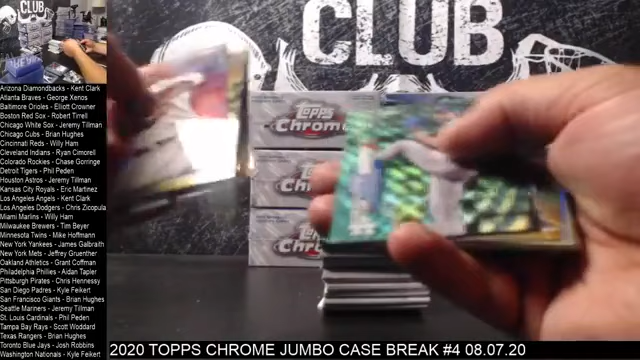 CLUB
Topps
Chrome
Arizona Diamondbacks - Kent Clark
Atlanta Braves - George Xenos
Baltimore Orioles - Elliott Crowner
Boston Red Sox - Robert Tirrell
Chicago White Sox - Jeremy Tillman
Chicago Cubs - Brian Hughes
Cincinnati Reds - Willy Ham
Cleveland Indians - Ryan Cimorell
Colorado Rockies - Chase Gorringe
Detroit Tigers - Phil Peden
Houston Astros - Jeremy Tillman
Kansas City Royals - Eric Martinez
Los Angeles Angels - Kent Clark
Los Angeles Dodgers - Chris Zicopula
Miami Marlins - Willy Ham
Milwaukee Brewers - Tim Beyer
Minnesota Twins - Mike Hoffmann
New York Yankees - James Galbraith
New York Mets - Jeffrey Gruenther
Oakland Athletics - Grant Coffman
Philadelphia Phillies - Aidan Tapler
Pittsburgh Pirates - Chris Hennessy
San Diego Padres - Kyle Feikert
San Francisco Giants - Brian Hughes
Seattle Mariners - Jeremy Tillman
St. Louis Cardinals - Phil Peden
Tampa Bay Rays - Scott Woddard
Texas Rangers - Brian Hughes
Toronto Blue Jays - Josh Robbins
Washington Nationals - Kyle Feikert
2020 TOPPS CHROME JUMBO CASE BREAK #4 08.07.20